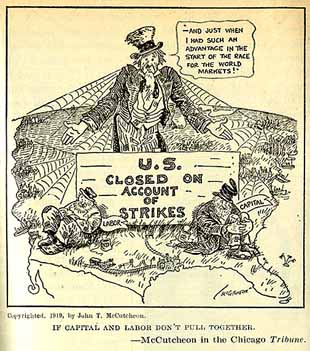 "—AND JUST WHEN
I HAD SUCH AN
ADVANTAGE IN THE
START OF THE RACE
FOR THE WORLD
MARKETS!"
U.S.
CLOSED ON
ACCOUNT
OF
STRIKES
LABOR
CAPITAL
McCutcheon
Copyrighted, 1919, by John T. McCutcheon.
IF CAPITAL AND LABOR DON'T PULL TOGETHER.
—McCutcheon in the Chicago Tribune.